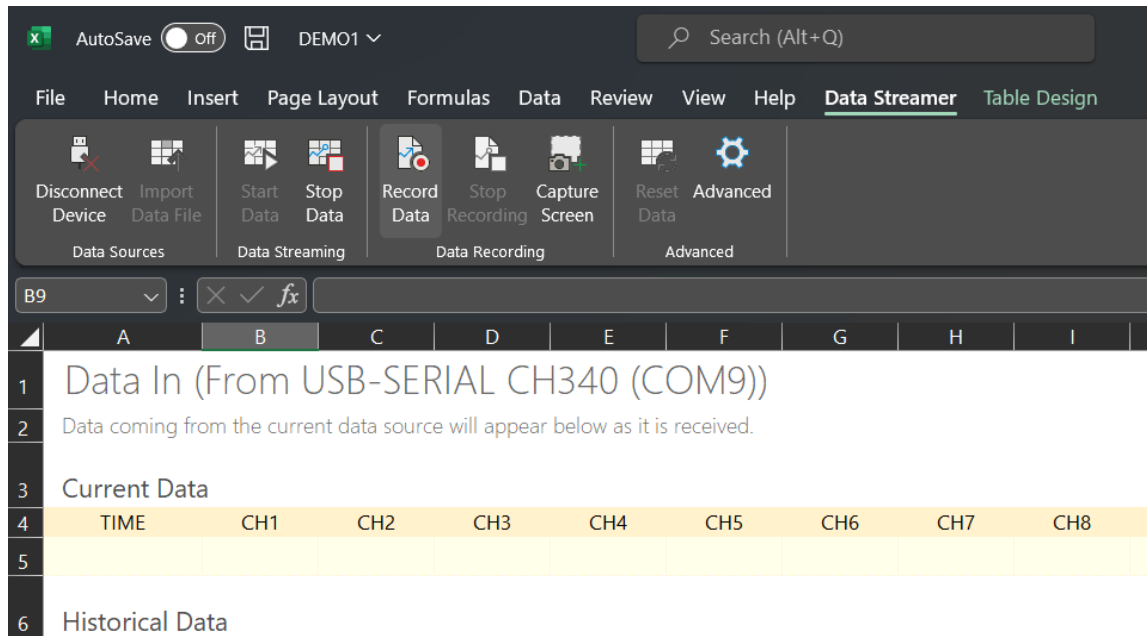 AutoSave Off DEMO1 Search (Alt+Q)
File Home Insert Page Layout Formulas Data Review View Help Data Streamer Table Design
Disconnect Import Start Stop Record Stop Capture Reset Advanced
Device Data File Data Data Data Recording Screen Data
Data Sources Data Streaming Data Recording Advanced
B9 fx
A B C D E F G H I
1 Data In (From USB-SERIAL CH340 (COM9))
2 Data coming from the current data source will appear below as it is received.
3 Current Data
4 TIME CH1 CH2 CH3 CH4 CH5 CH6 CH7 CH8
5
6 Historical Data